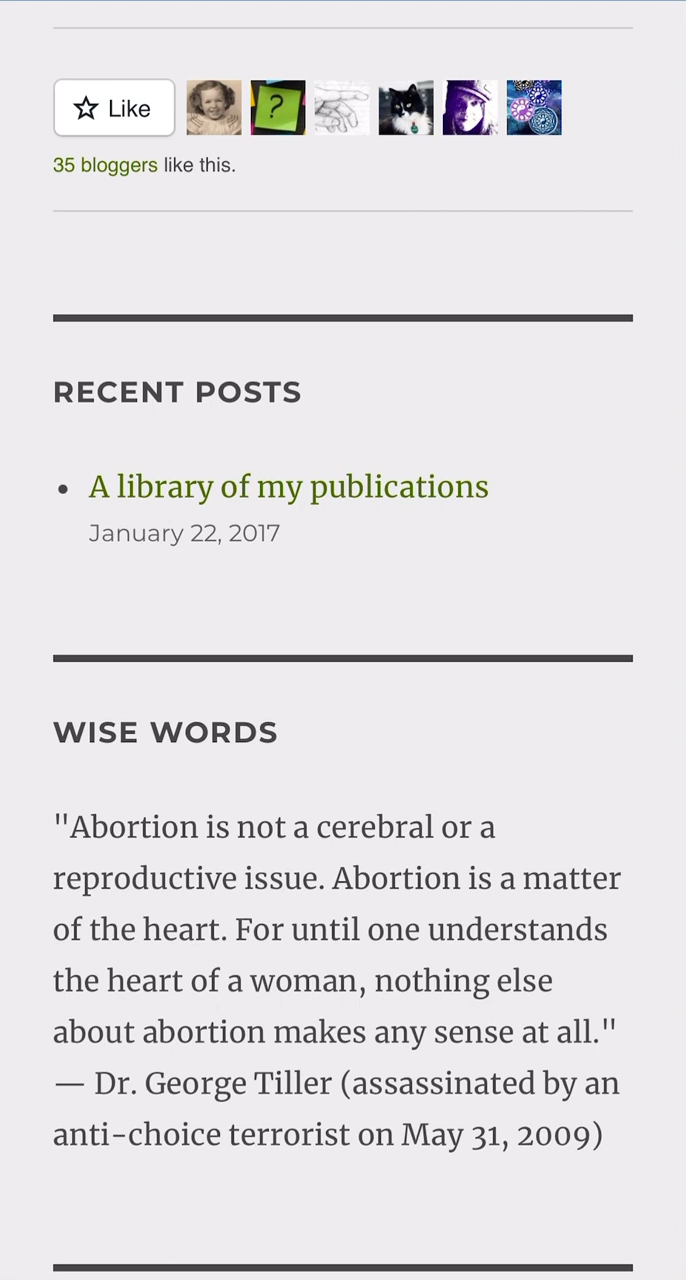 Like
?
35 bloggers like this.
RECENT POSTS
• A library of my publications
January 22, 2017
WISE WORDS
"Abortion is not a cerebral or a
reproductive issue. Abortion is a matter
of the heart. For until one understands
the heart of a woman, nothing else
about abortion makes any sense at all."
— Dr. George Tiller (assassinated by an
anti-choice terrorist on May 31, 2009)